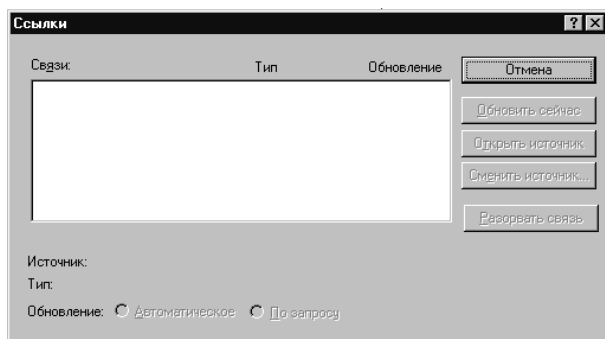 Ссылки
Связи: Тип Обновление
Отмена
Обновить сейчас
Открыть источник
Сменить источник...
Разорвать связь
Источник:
Тип:
Обновление: Автоматическое По запросу